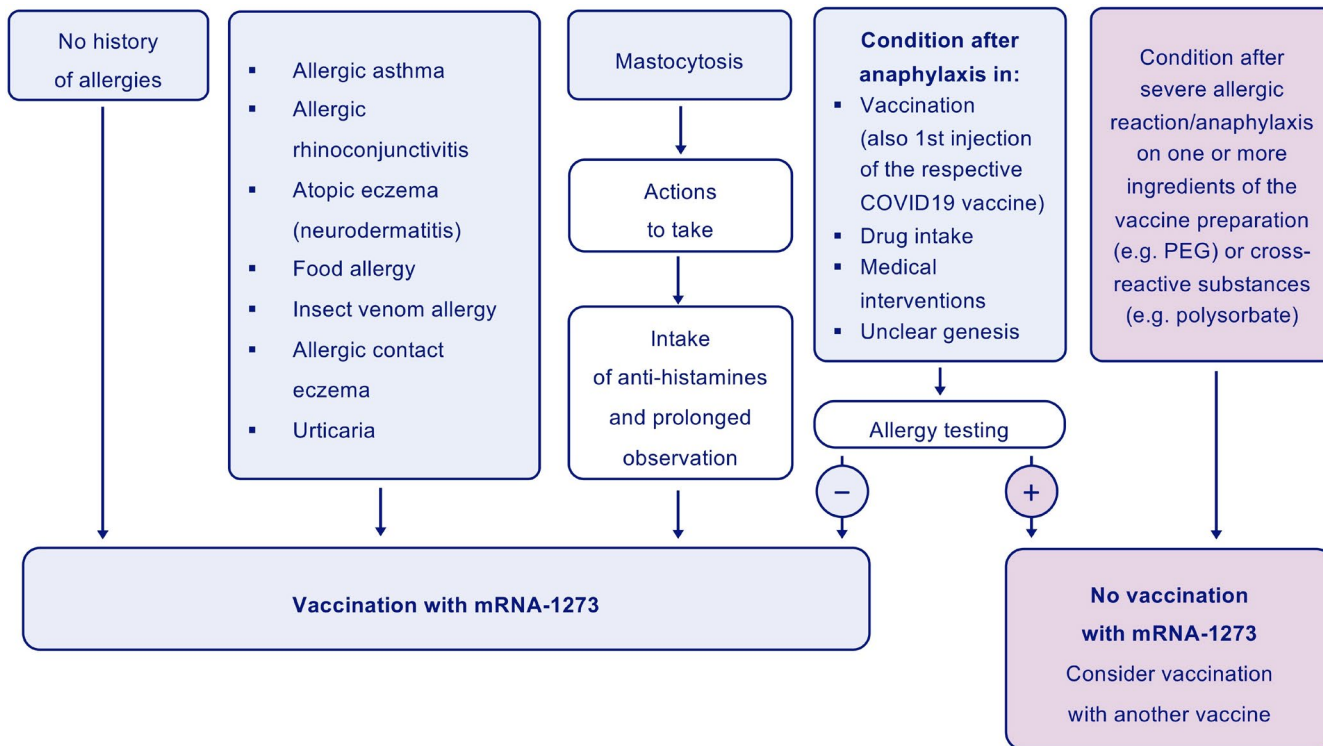 No history
of allergies
▪ Allergic asthma
▪ Allergic
rhinoconjunctivitis
▪ Atopic eczema
(neurodermatitis)
▪ Food allergy
▪ Insect venom allergy
▪ Allergic contact
eczema
▪ Urticaria
Mastocytosis
Actions
to take
Intake
of anti-histamines
and prolonged
observation
Condition after
anaphylaxis in:
▪ Vaccination
(also 1st injection
of the respective
COVID19 vaccine)
▪ Drug intake
▪ Medical
interventions
▪ Unclear genesis
Allergy testing
−
+
Condition after
severe allergic
reaction/anaphylaxis
on one or more
ingredients of the
vaccine preparation
(e.g. PEG) or cross-
reactive substances
(e.g. polysorbate)
Vaccination with mRNA-1273
No vaccination
with mRNA-1273
Consider vaccination
with another vaccine